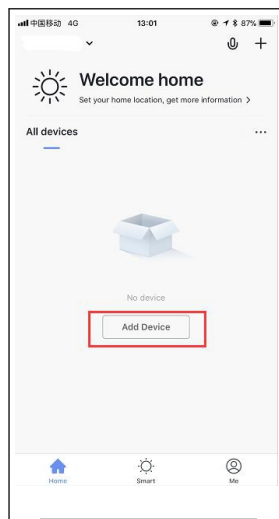 中国移动 4G 13:01 87%
Welcome home
Set your home location, get more information >
All devices ...
No device
Add Device
Home Smart Me